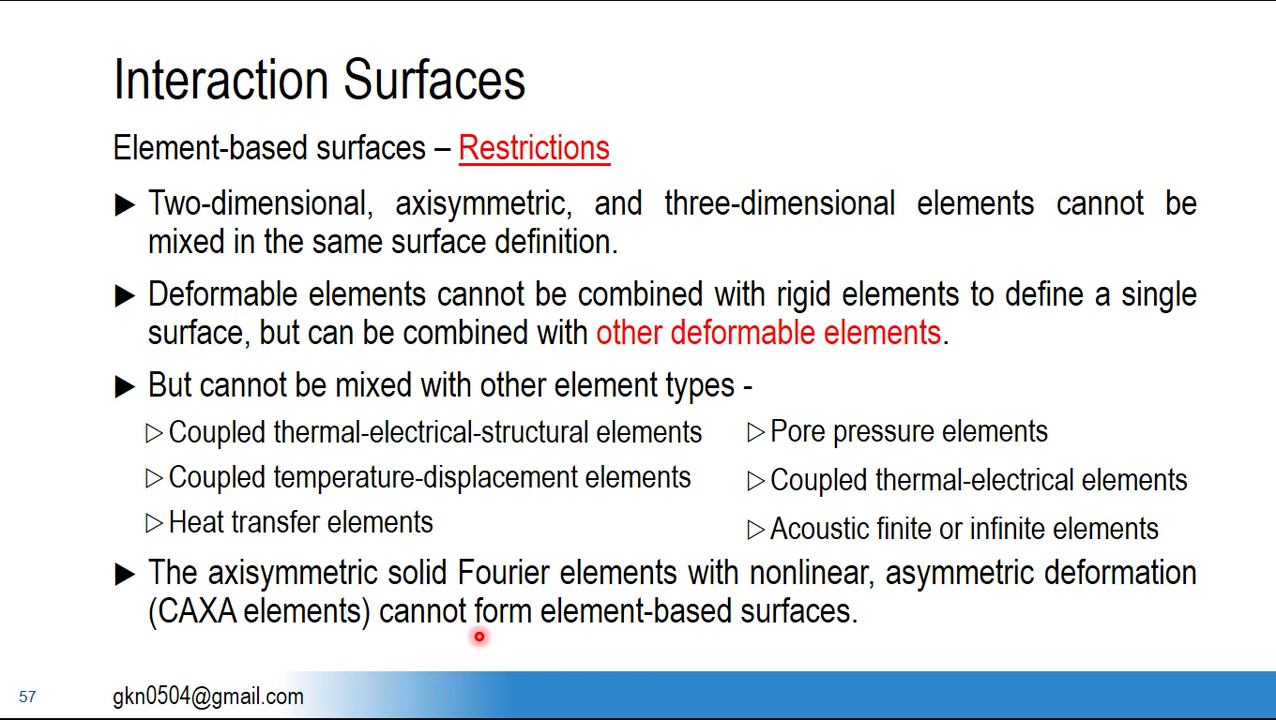 Interaction Surfaces
Element-based surfaces – Restrictions
▶ Two-dimensional, axisymmetric, and three-dimensional elements cannot be
mixed in the same surface definition.
▶ Deformable elements cannot be combined with rigid elements to define a single
surface, but can be combined with other deformable elements.
▶ But cannot be mixed with other element types -
▷ Coupled thermal-electrical-structural elements
▷ Coupled temperature-displacement elements
▷ Heat transfer elements
▷ Pore pressure elements
▷ Coupled thermal-electrical elements
▷ Acoustic finite or infinite elements
▶ The axisymmetric solid Fourier elements with nonlinear, asymmetric deformation
(CAXA elements) cannot form element-based surfaces.
57
gkn0504@gmail.com